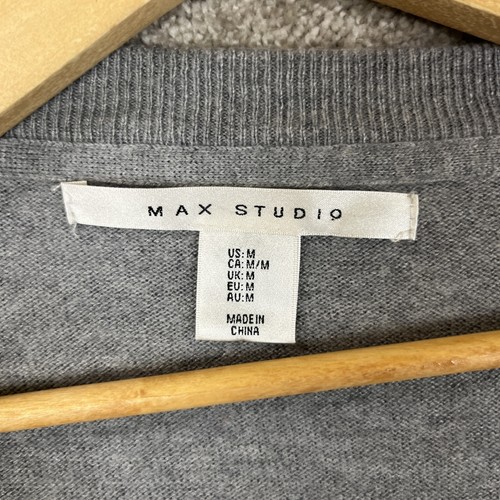 MAX STUDIO
US: M
CA: M/M
UK: M
EU: M
AU: M
MADE IN
CHINA